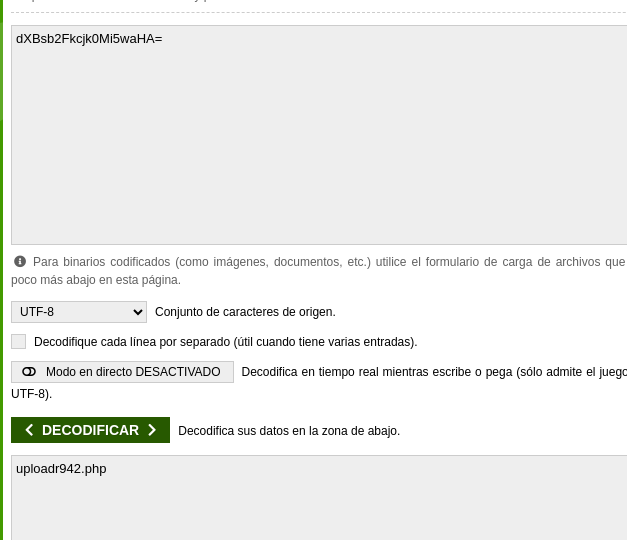 dXBsb2Fkcjk0Mi5waHA=
Para binarios codificados (como imágenes, documentos, etc.) utilice el formulario de carga de archivos que
poco más abajo en esta página.
UTF-8 Conjunto de caracteres de origen.
Decodifique cada línea por separado (útil cuando tiene varias entradas).
Modo en directo DESACTIVADO Decodifica en tiempo real mientras escribe o pega (sólo admite el juego
UTF-8).
DECODIFICAR Decodifica sus datos en la zona de abajo.
uploadr942.php